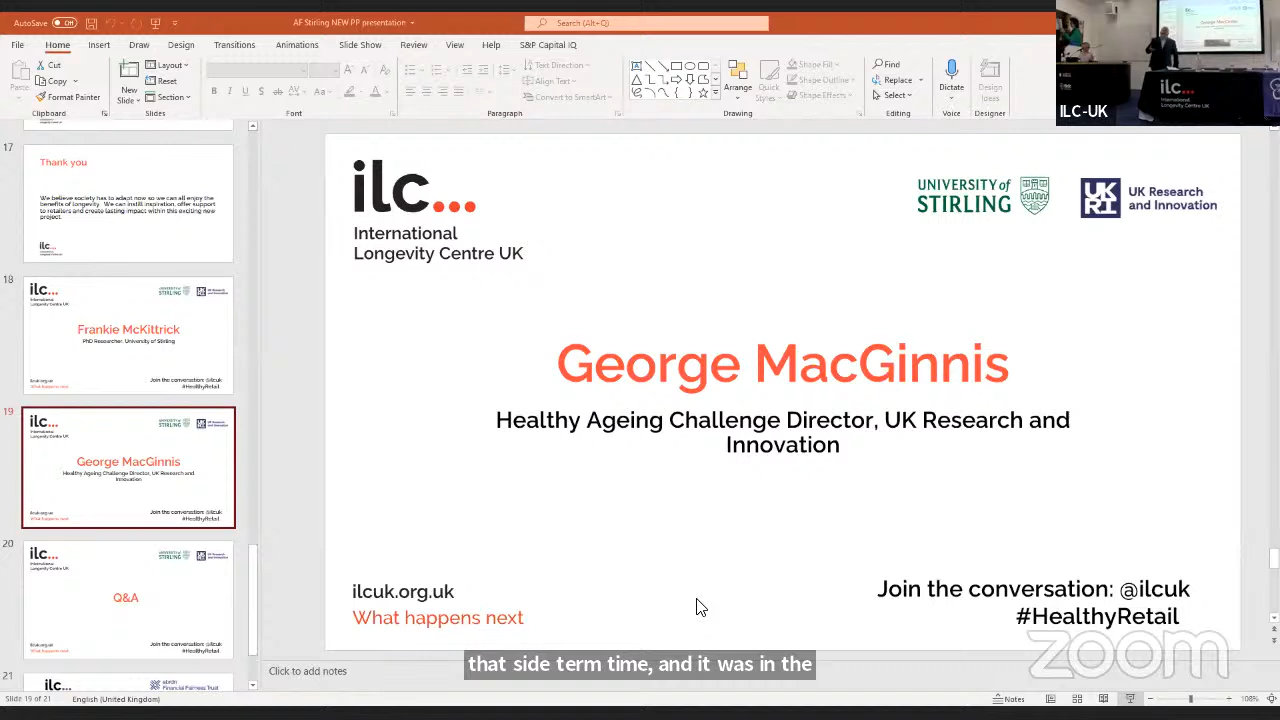 AutoSave Off
AF Stirling NEW PP presentation
Search (Alt+Q)
File Home Insert Draw Design Transitions Animations Slide Show Review View Help S&P Capital IQ
Paste
Cut
Copy
Format Painter
Clipboard
New
Slide
Layout
Reset
Section
Slides
Font
Text Direction
Align Text
Convert to SmartArt
Paragraph
Arrange
Quick
Styles
Shape Fill
Shape Outline
Shape Effects
Drawing
Find
Replace
Select
Editing
Dictate
Voice
Design
Ideas
Designer
ilc...
International
Longevity Centre UK
ILC-UK
17
Thank you
We believe society has to adapt now so we can all enjoy the
benefits of longevity. We can instill inspiration, offer support
to retailers and create lasting impact within this exciting new
project.
ilc...
18
ilc...
International
Longevity Centre UK
UNIVERSITY of
STIRLING
UK Research
and Innovation
Frankie McKittrick
PhD Researcher, University of Stirling
ilcuk.org.uk
What happens next
Join the conversation: @ilcuk
#HealthyRetail
19
ilc...
International
Longevity Centre UK
UNIVERSITY of
STIRLING
UK Research
and Innovation
George MacGinnis
Healthy Ageing Challenge Director, UK Research and
Innovation
ilcuk.org.uk
What happens next
Join the conversation: @ilcuk
#HealthyRetail
20
ilc...
International
Longevity Centre UK
UNIVERSITY of
STIRLING
UK Research
and Innovation
Q&A
ilcuk.org.uk
What happens next
Join the conversation: @ilcuk
#HealthyRetail
21
ilc...
abrdn
Financial Fairness Trust
ilc...
International
Longevity Centre UK
UNIVERSITY of
STIRLING
UK
RI
UK Research
and Innovation
George MacGinnis
Healthy Ageing Challenge Director, UK Research and
Innovation
ilcuk.org.uk
What happens next
Join the conversation: @ilcuk
#HealthyRetail
zoom
that side term time, and it was in the
Click to add notes
Slide 19 of 21
English (United Kingdom)
Notes
108%